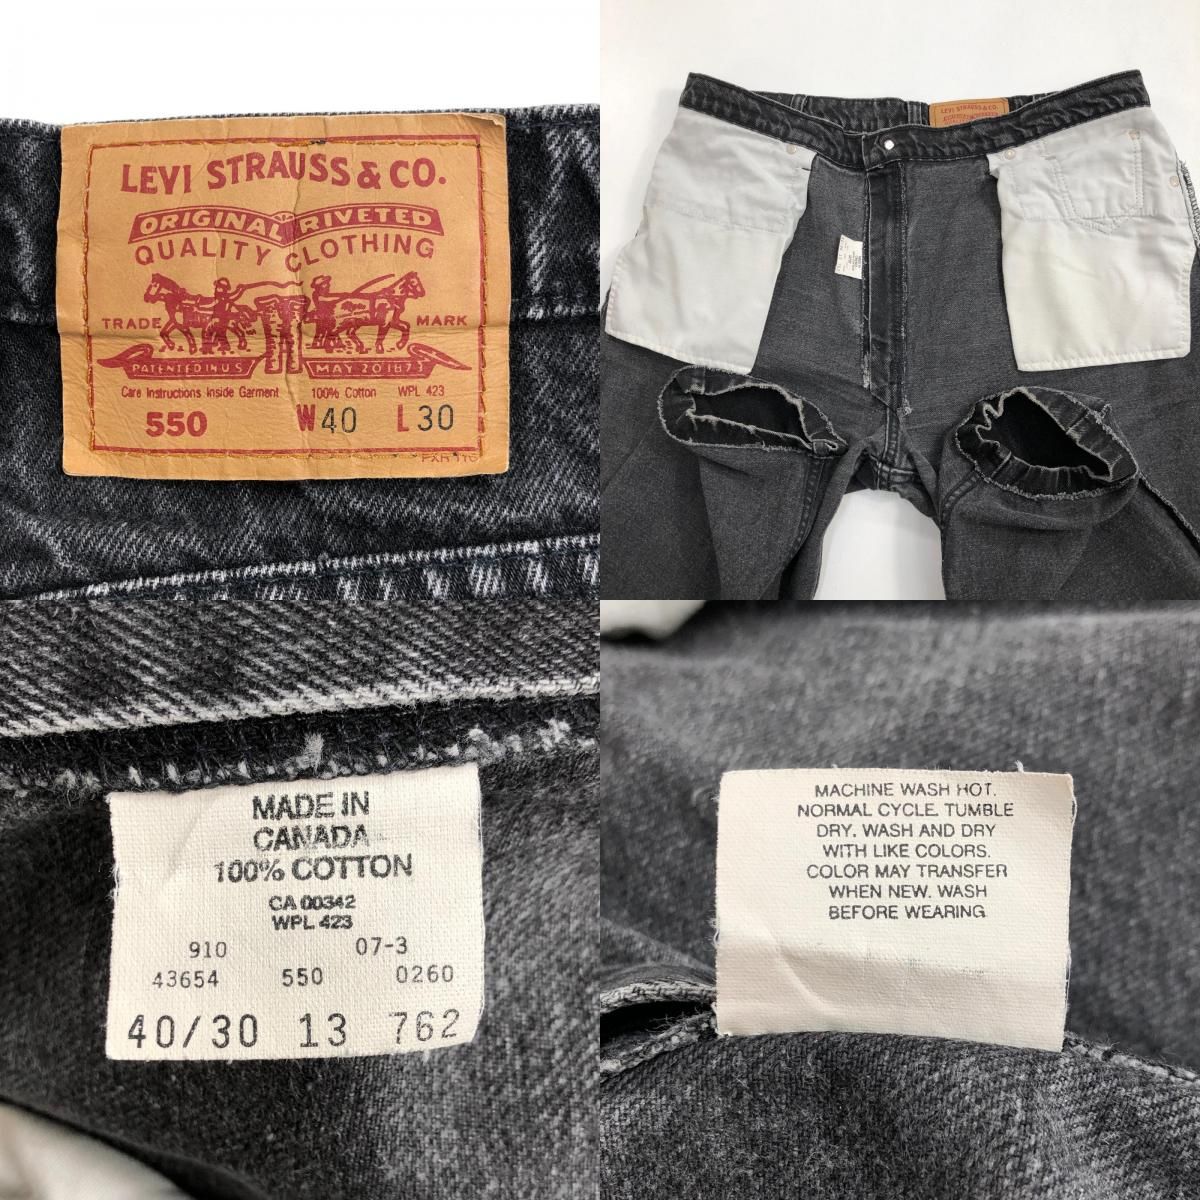 LEVI STRAUSS & CO.
ORIGINAL RIVETED
QUALITY CLOTHING
TRADE MARK
PATENTED IN U S MAY 20 1873
Care Instructions Inside Garment 100% Cotton WPL 423
550 W40 L30
LEVI STRAUSS & CO.
MADE IN
CANADA
100% COTTON
CA 00342
WPL 423
910 07-3
43654 550 0260
40/30 13 762
MACHINE WASH HOT.
NORMAL CYCLE. TUMBLE
DRY. WASH AND DRY
WITH LIKE COLORS.
COLOR MAY TRANSFER
WHEN NEW. WASH
BEFORE WEARING